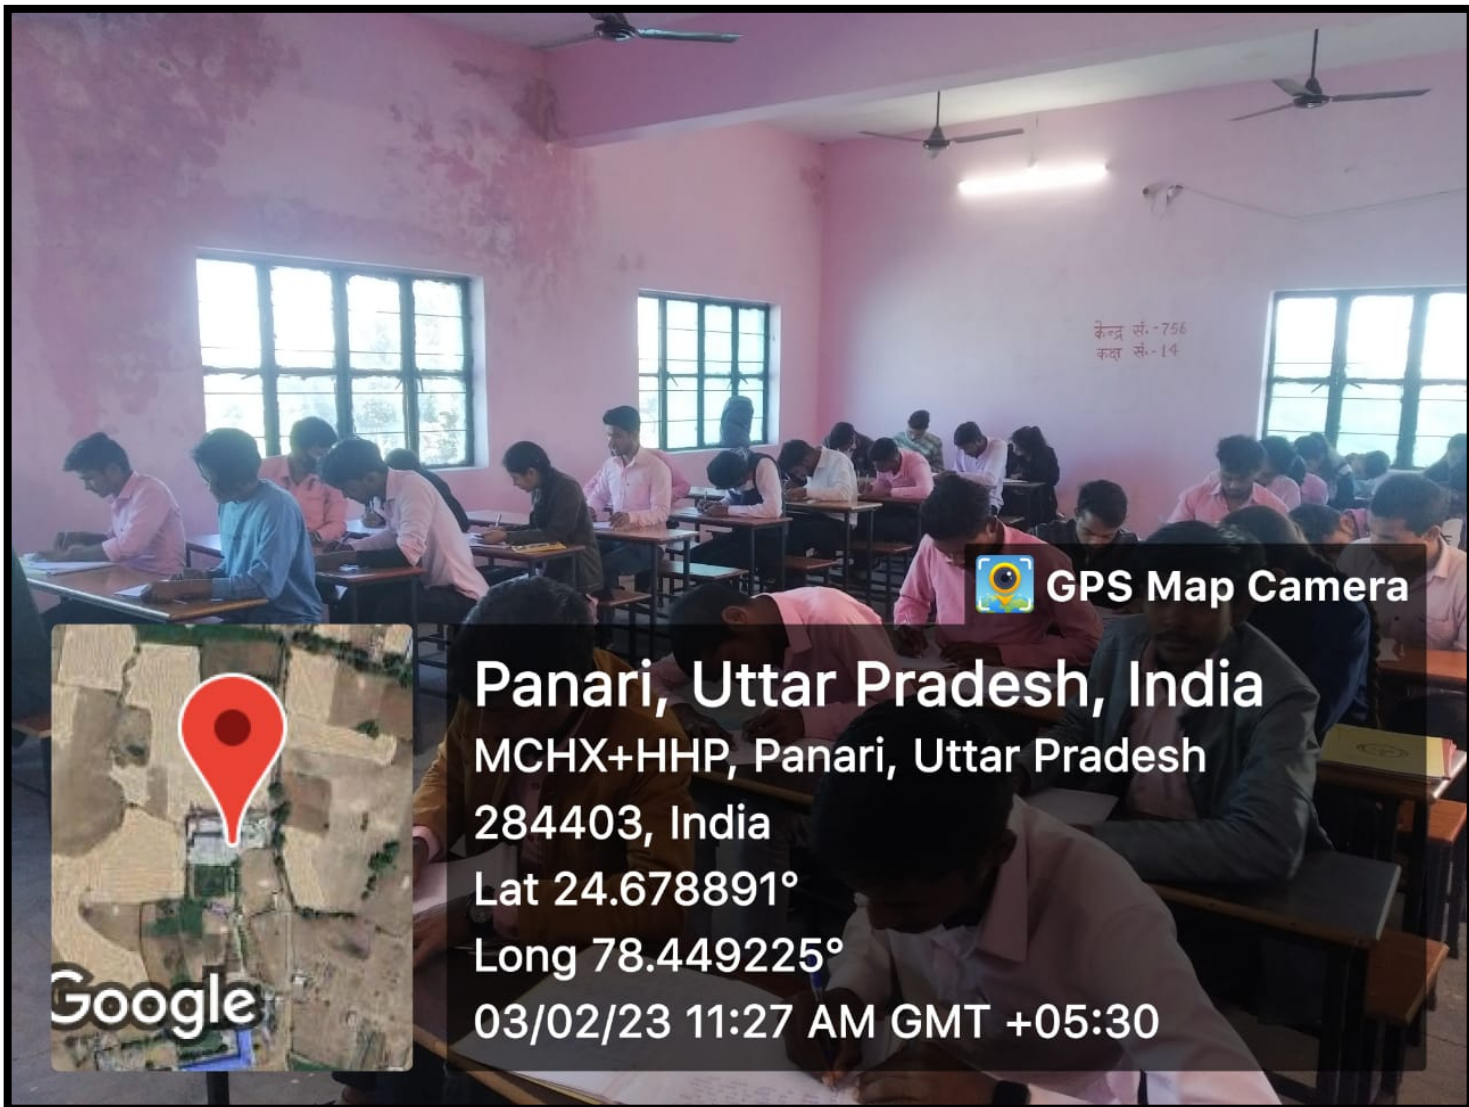 केन्द्र सं.-756
कक्ष सं.-14
GPS Map Camera
Panari, Uttar Pradesh, India
MCHX+HHP, Panari, Uttar Pradesh
284403, India
Lat 24.678891°
Long 78.449225°
03/02/23 11:27 AM GMT +05:30
Google